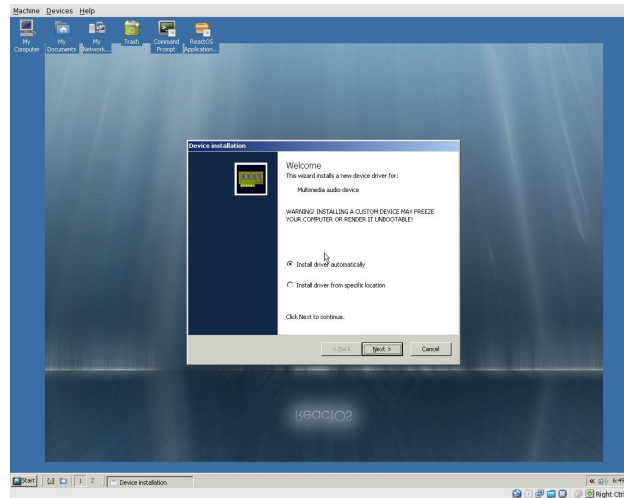 Machine Devices Help
My Computer
My Documents
My Network...
Trash
Command Prompt
ReactOS Application...
Device installation
Welcome
This wizard installs a new device driver for:
Multimedia audio device
WARNING! INSTALLING A CUSTOM DEVICE MAY FREEZE
YOUR COMPUTER OR RENDER IT UNBOOTABLE!
Install driver automatically
Install driver from specific location
Click Next to continue.
< Back Next > Cancel
ReactOS
Start 1 2 Device installation 6:49
Right Ctrl